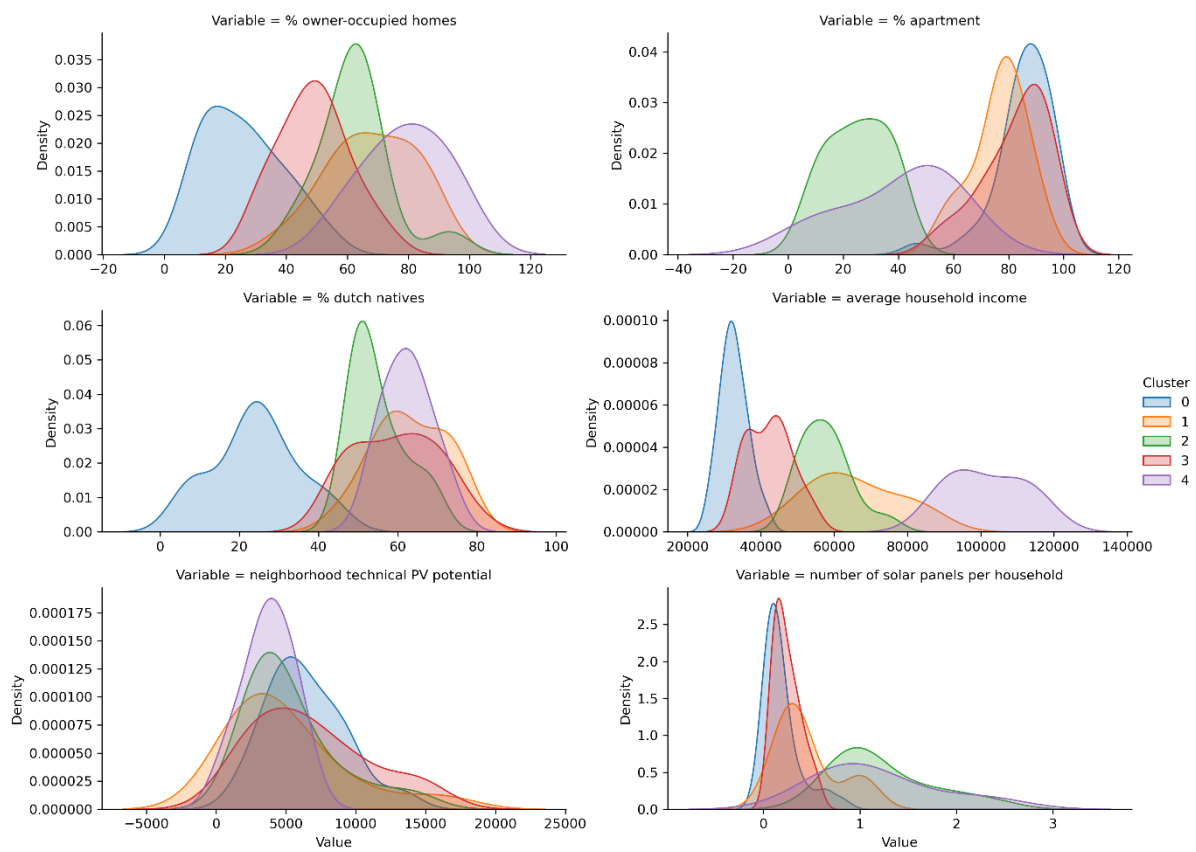 Variable = % owner-occupied homes
Density
0.035
0.030
0.025
0.020
0.015
0.010
0.005
0.000
−20 0 20 40 60 80 100 120
Variable = % apartment
Density
0.04
0.03
0.02
0.01
0.00
−40 −20 0 20 40 60 80 100 120
Variable = % dutch natives
Density
0.06
0.05
0.04
0.03
0.02
0.01
0.00
0 20 40 60 80 100
Variable = average household income
Density
0.00010
0.00008
0.00006
0.00004
0.00002
0.00000
20000 40000 60000 80000 100000 120000 140000
Cluster
0
1
2
3
4
Variable = neighborhood technical PV potential
Density
0.000175
0.000150
0.000125
0.000100
0.000075
0.000050
0.000025
0.000000
−5000 0 5000 10000 15000 20000 25000
Value
Variable = number of solar panels per household
Density
2.5
2.0
1.5
1.0
0.5
0.0
0 1 2 3
Value